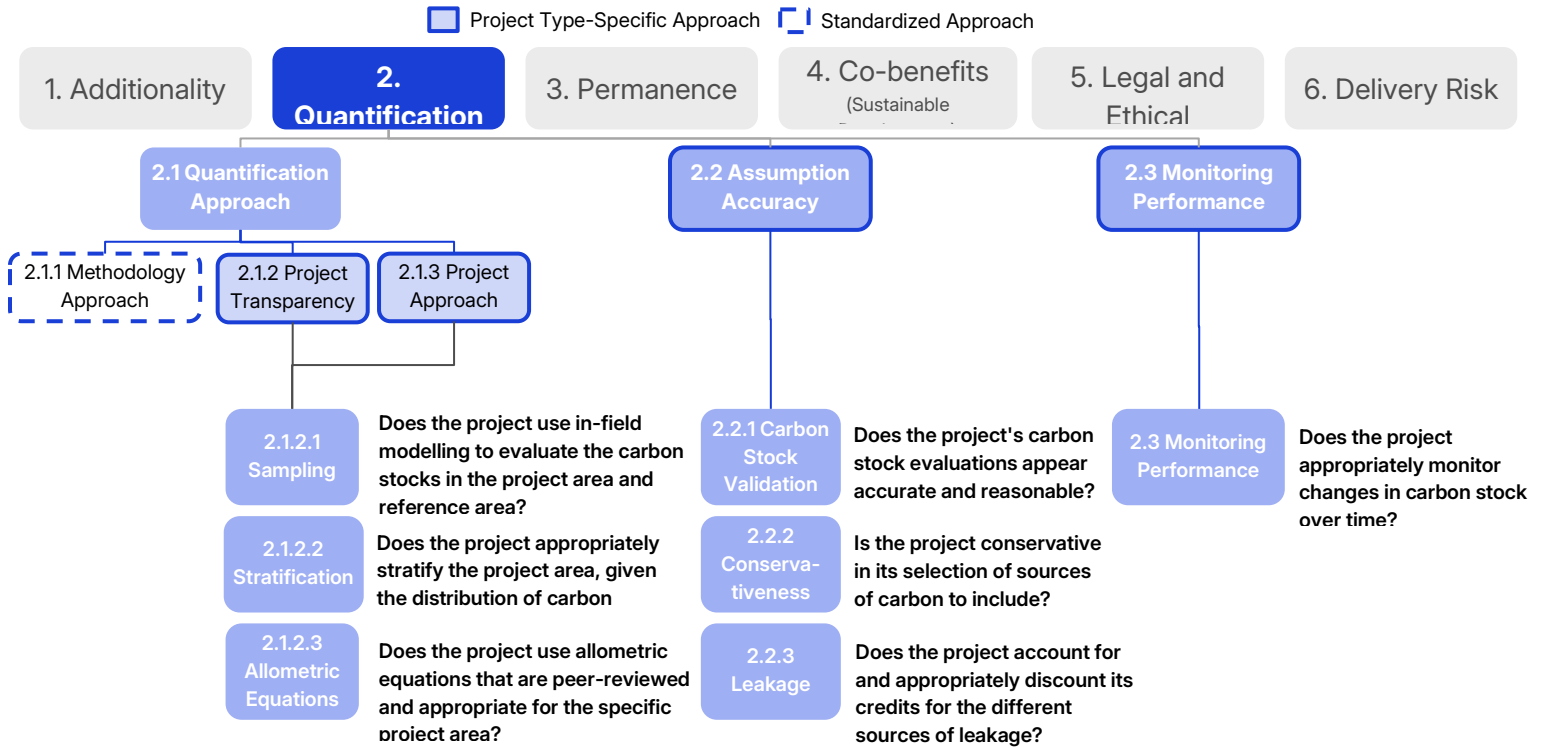 Project Type-Specific Approach
Standardized Approach
1. Additionality
2.
Quantification
3. Permanence
4. Co-benefits
(Sustainable
5. Legal and
Ethical
6. Delivery Risk
2.1 Quantification
Approach
2.2 Assumption
Accuracy
2.3 Monitoring
Performance
2.1.1 Methodology
Approach
2.1.2 Project
Transparency
2.1.3 Project
Approach
2.1.2.1
Sampling
Does the project use in-field
modelling to evaluate the carbon
stocks in the project area and
reference area?
2.2.1 Carbon
Stock
Validation
Does the project's carbon
stock evaluations appear
accurate and reasonable?
2.3 Monitoring
Performance
Does the project
appropriately monitor
changes in carbon stock
over time?
2.1.2.2
Stratification
Does the project appropriately
stratify the project area, given
the distribution of carbon
2.2.2
Conserva-
tiveness
Is the project conservative
in its selection of sources
of carbon to include?
2.1.2.3
Allometric
Equations
Does the project use allometric
equations that are peer-reviewed
and appropriate for the specific
project area?
2.2.3
Leakage
Does the project account for
and appropriately discount its
credits for the different
sources of leakage?